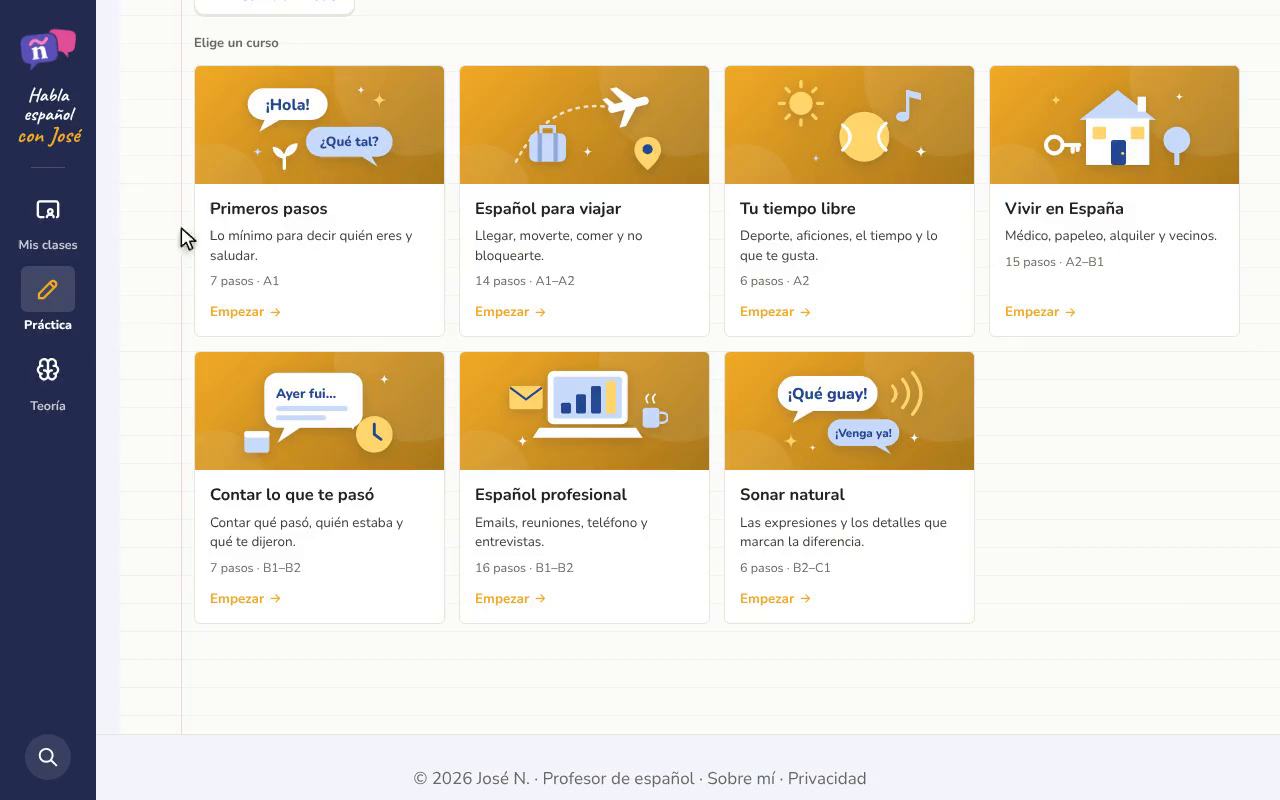 Habla
español
con José
Mis clases
Práctica
Teoría
Elige un curso
¡Hola!
¿Qué tal?
Primeros pasos
Lo mínimo para decir quién eres y
saludar.
7 pasos · A1
Empezar →
Español para viajar
Llegar, moverte, comer y no
bloquearte.
14 pasos · A1–A2
Empezar →
Tu tiempo libre
Deporte, aficiones, el tiempo y lo
que te gusta.
6 pasos · A2
Empezar →
Vivir en España
Médico, papeleo, alquiler y vecinos.
15 pasos · A2–B1
Empezar →
Ayer fui...
Contar lo que te pasó
Contar qué pasó, quién estaba y
qué te dijeron.
7 pasos · B1–B2
Empezar →
Español profesional
Emails, reuniones, teléfono y
entrevistas.
16 pasos · B1–B2
Empezar →
¡Qué guay!
¡Venga ya!
Sonar natural
Las expresiones y los detalles que
marcan la diferencia.
6 pasos · B2–C1
Empezar →
© 2026 José N. · Profesor de español · Sobre mí · Privacidad